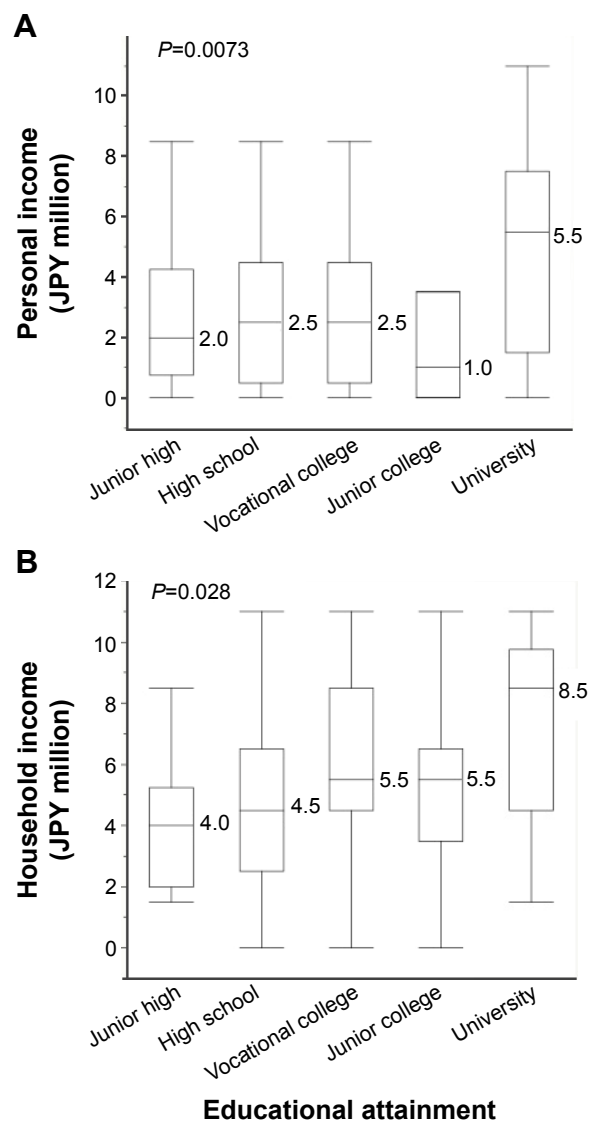 A
P=0.0073
Personal income
(JPY million)
10
8
6
4
2
0
2.0
2.5
2.5
1.0
5.5
Junior high
High school
Vocational college
Junior college
University
B
P=0.028
Household income
(JPY million)
12
10
8
6
4
2
0
4.0
4.5
5.5
5.5
8.5
Junior high
High school
Vocational college
Junior college
University
Educational attainment